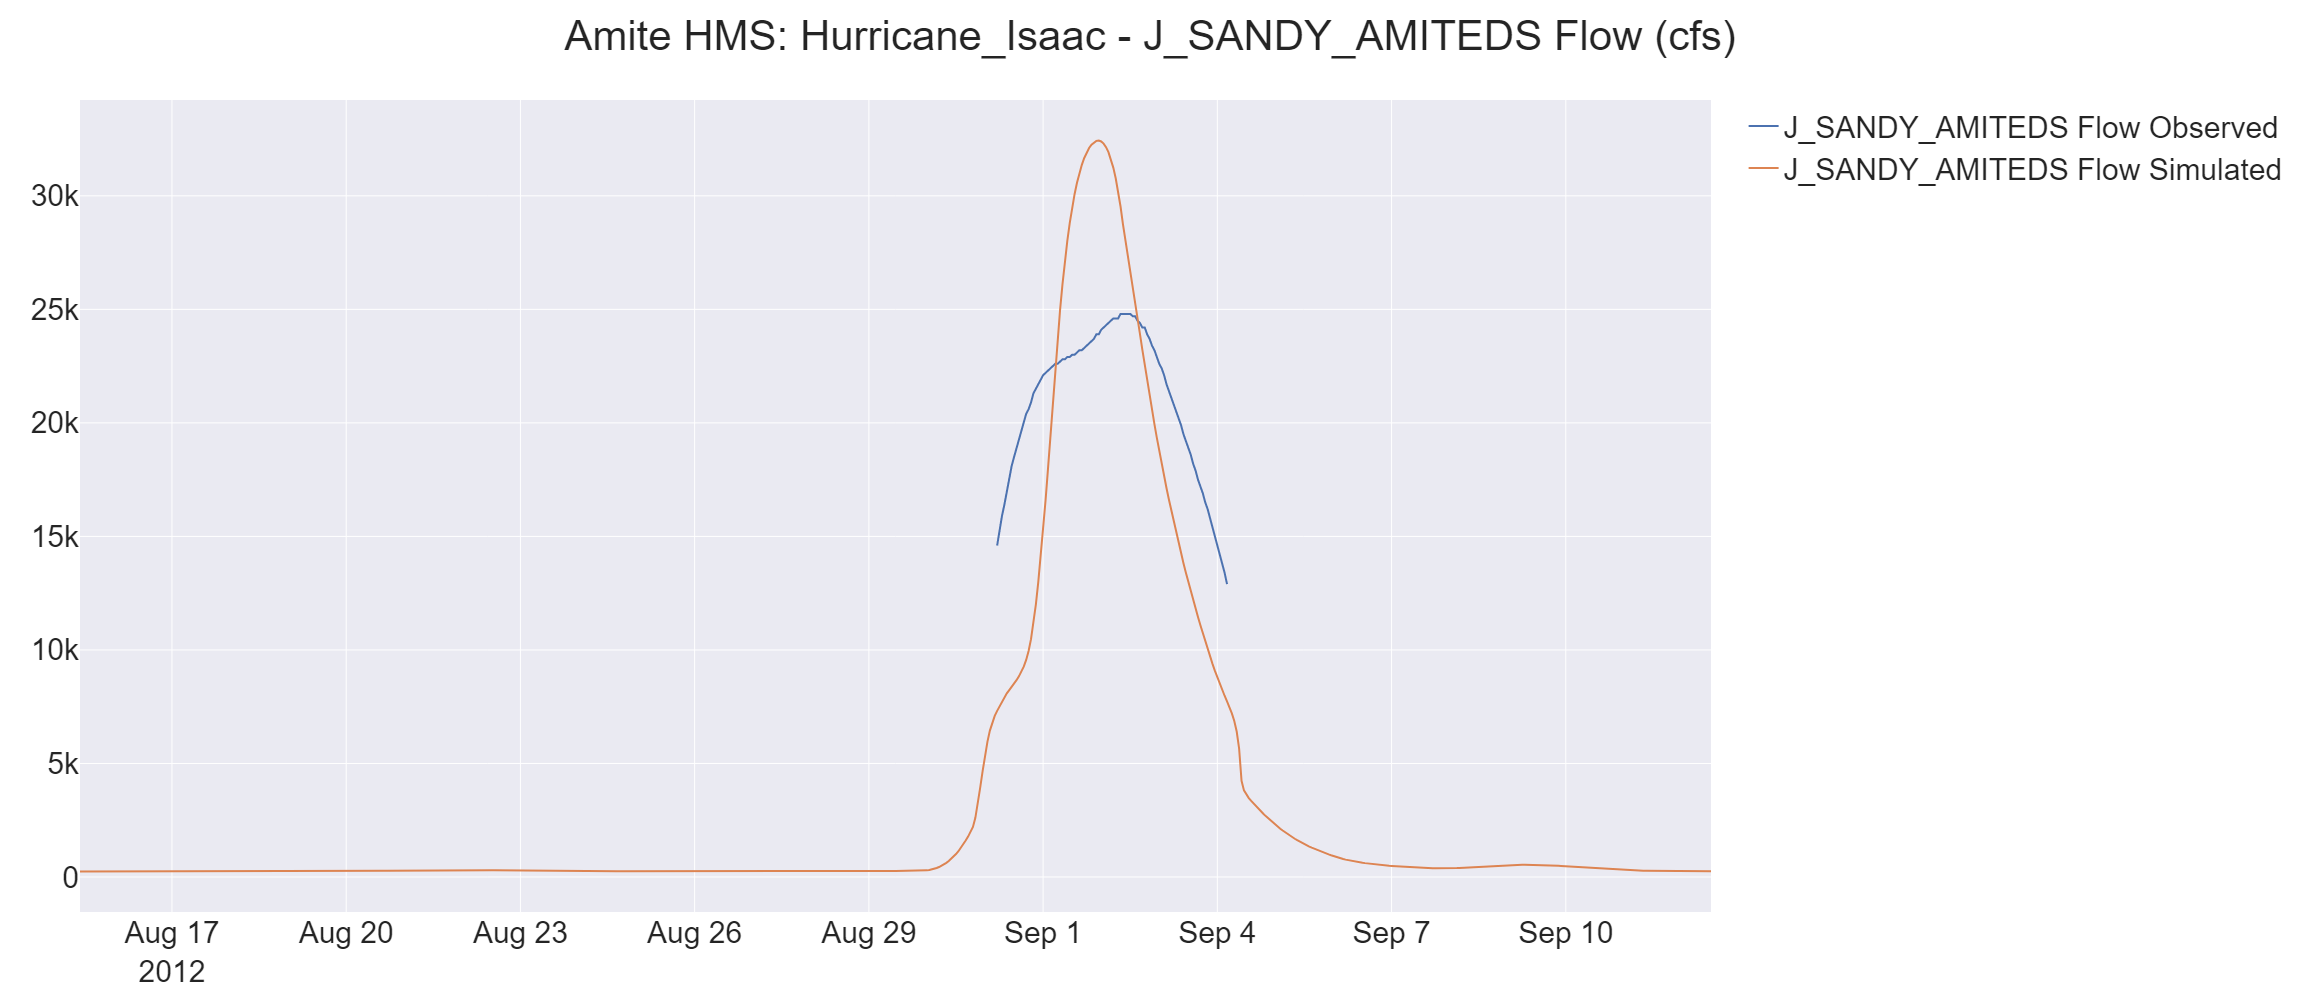 Amite HMS: Hurricane_Isaac - J_SANDY_AMITEDS Flow (cfs)
J_SANDY_AMITEDS Flow Observed
J_SANDY_AMITEDS Flow Simulated
30k
25k
20k
15k
10k
5k
0
Aug 17 Aug 20 Aug 23 Aug 26 Aug 29 Sep 1 Sep 4 Sep 7 Sep 10
2012